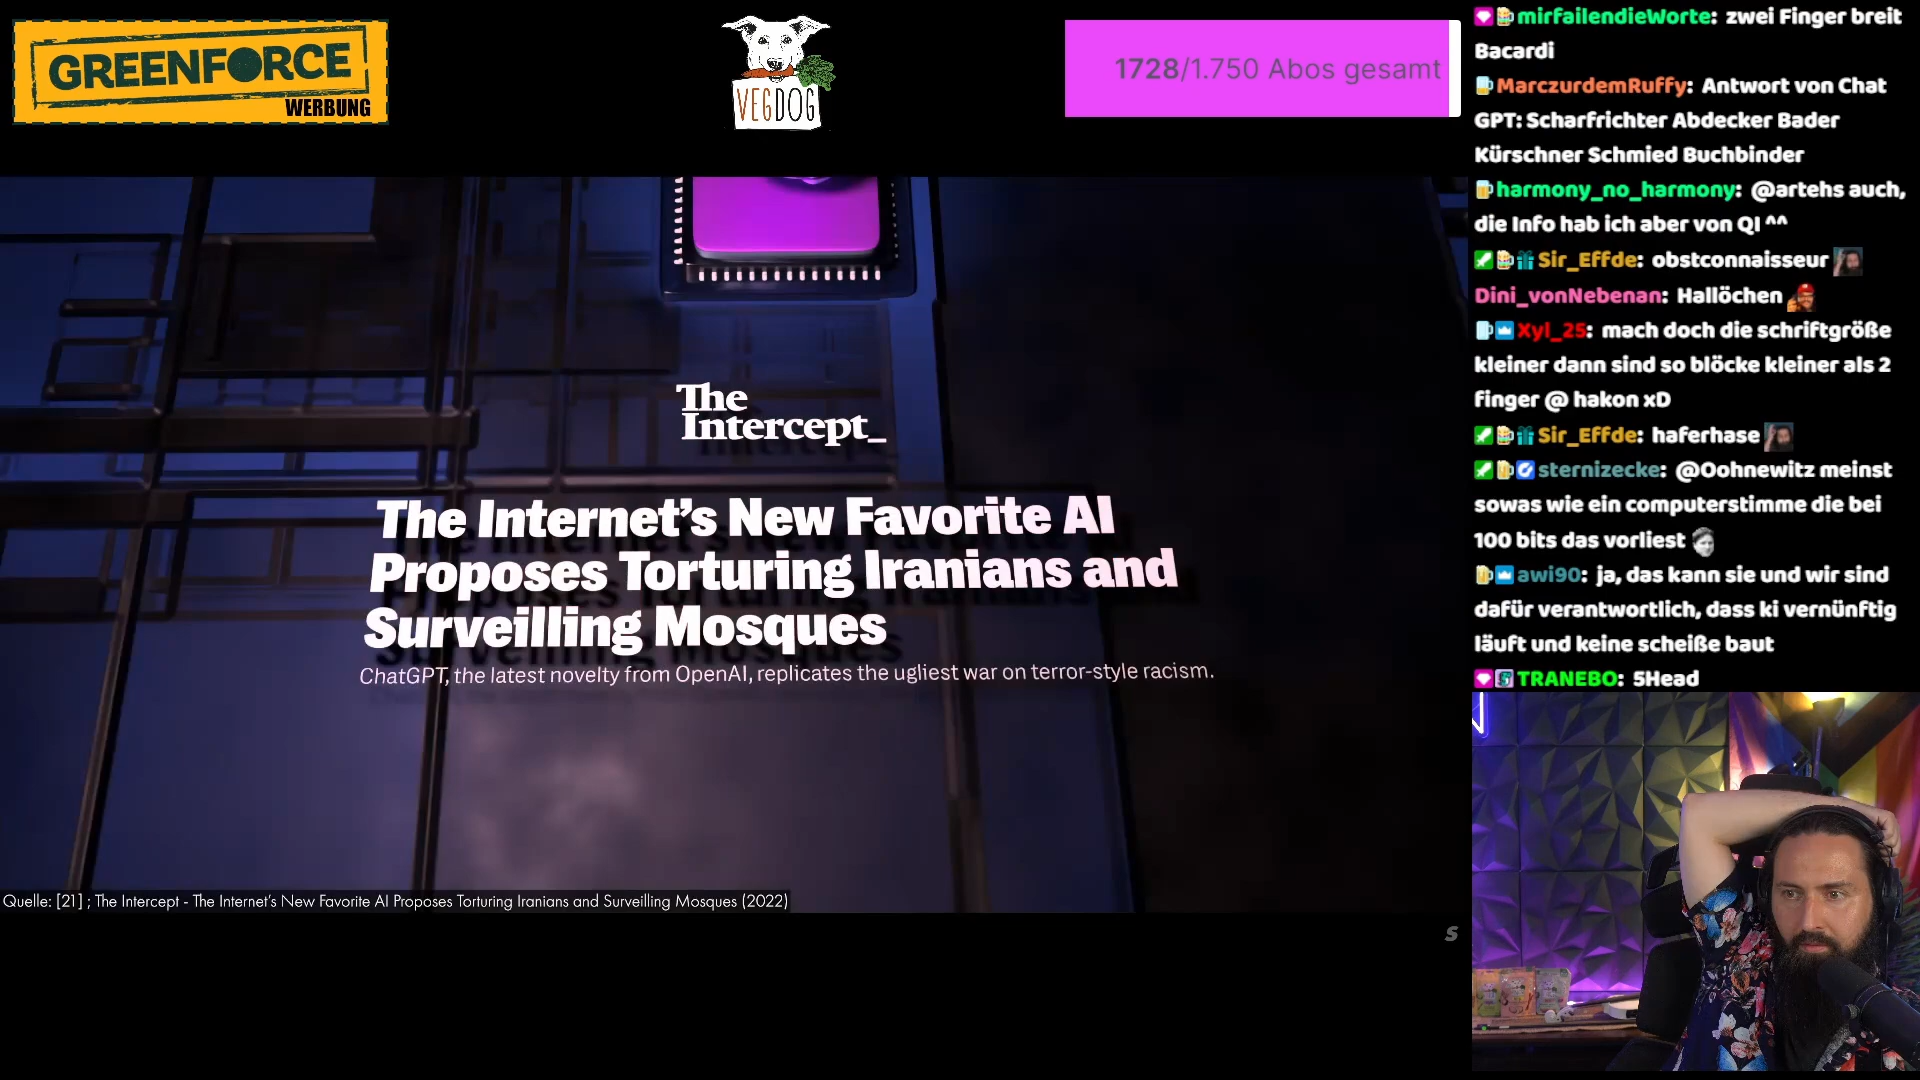 GREENFORCE
WERBUNG
VEGDOG
1728/1.750 Abos gesamt
The
Intercept_
The Internet's New Favorite AI
Proposes Torturing Iranians and
Surveilling Mosques
ChatGPT, the latest novelty from OpenAI, replicates the ugliest war on terror-style racism.
Quelle: [21] ; The Intercept - The Internet's New Favorite AI Proposes Torturing Iranians and Surveilling Mosques (2022)
S
mirfailendieWorte: zwei Finger breit
Bacardi
MarczurdemRuffy: Antwort von Chat
GPT: Scharfrichter Abdecker Bader
Kürschner Schmied Buchbinder
harmony_no_harmony: @artehs auch,
die Info hab ich aber von QI ^^
Sir_Effde: obstconnaisseur
Dini_vonNebenan: Hallöchen
Xyl_25: mach doch die schriftgröße
kleiner dann sind so blöcke kleiner als 2
finger @ hakon xD
Sir_Effde: haferhase
sternizecke: @Oohnewitz meinst
sowas wie ein computerstimme die bei
100 bits das vorliest
awi90: ja, das kann sie und wir sind
dafür verantwortlich, dass ki vernünftig
läuft und keine scheiße baut
TRANEBO: 5Head